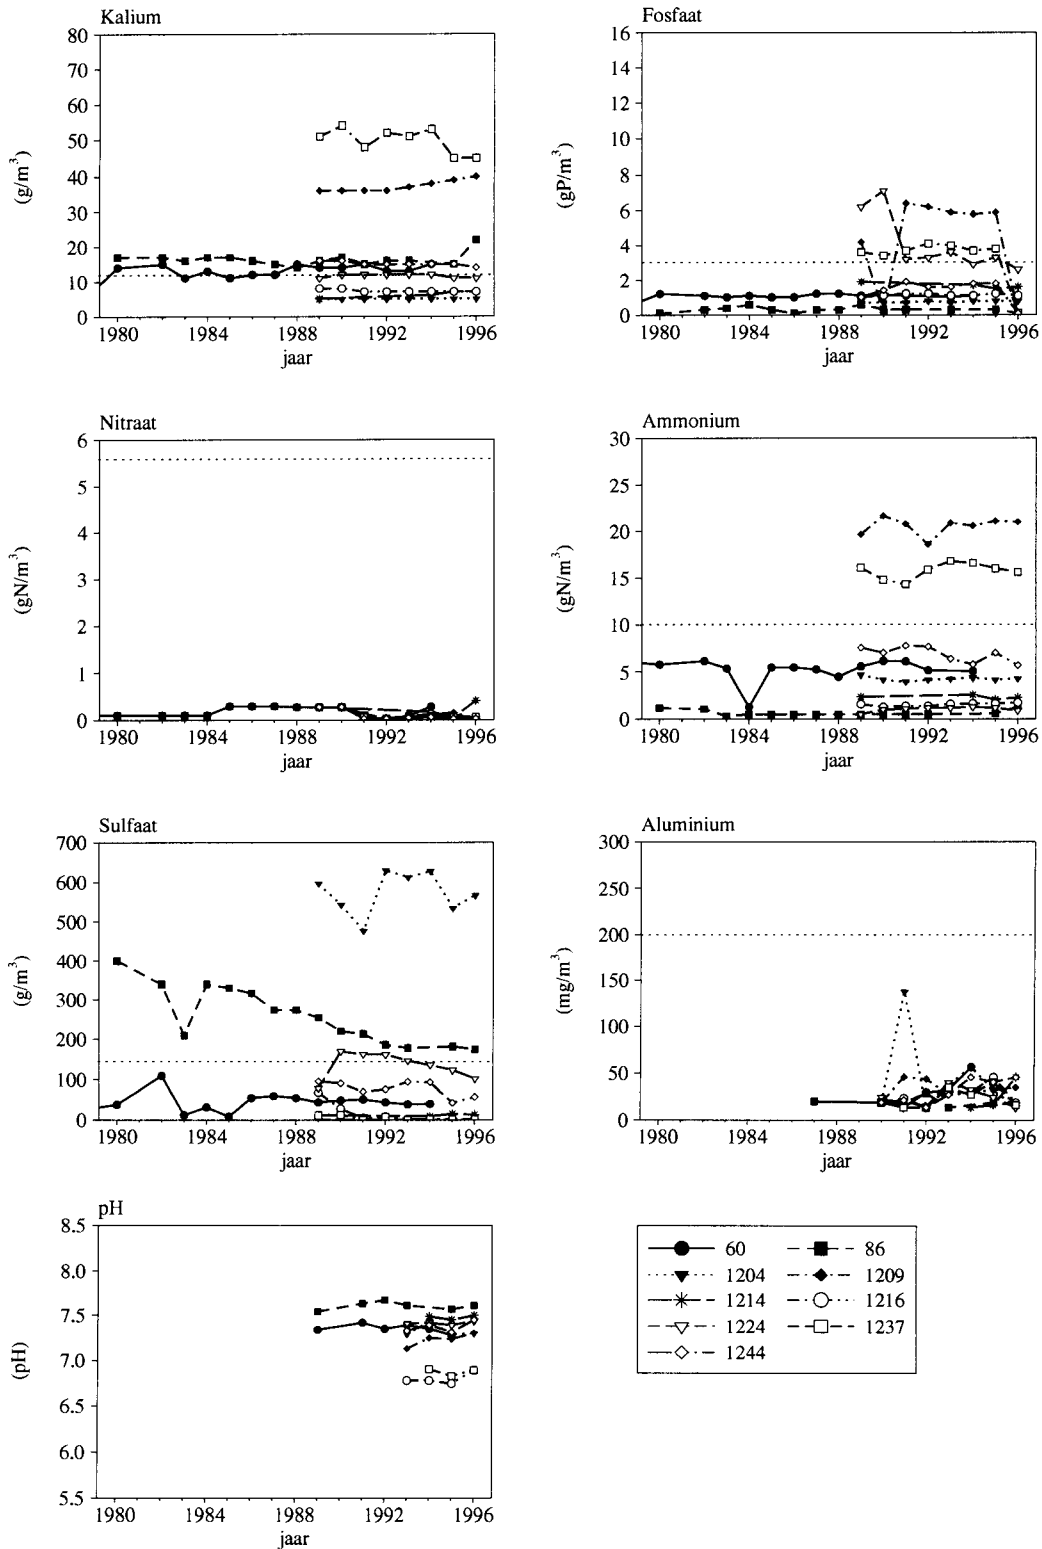 Kalium
80
70
60
50
40
30
20
10
0
(g/m³)
1980 1984 1988 1992 1996
jaar
Fosfaat
16
14
12
10
8
6
4
2
0
(gP/m³)
1980 1984 1988 1992 1996
jaar
Nitraat
6
5
4
3
2
1
0
(gN/m³)
1980 1984 1988 1992 1996
jaar
Ammonium
30
25
20
15
10
5
0
(gN/m³)
1980 1984 1988 1992 1996
jaar
Sulfaat
700
600
500
400
300
200
100
0
(g/m³)
1980 1984 1988 1992 1996
jaar
Aluminium
300
250
200
150
100
50
0
(mg/m³)
1980 1984 1988 1992 1996
jaar
pH
8.5
8.0
7.5
7.0
6.5
6.0
5.5
(pH)
1980 1984 1988 1992 1996
jaar
60 86
1204 1209
1214 1216
1224 1237
1244